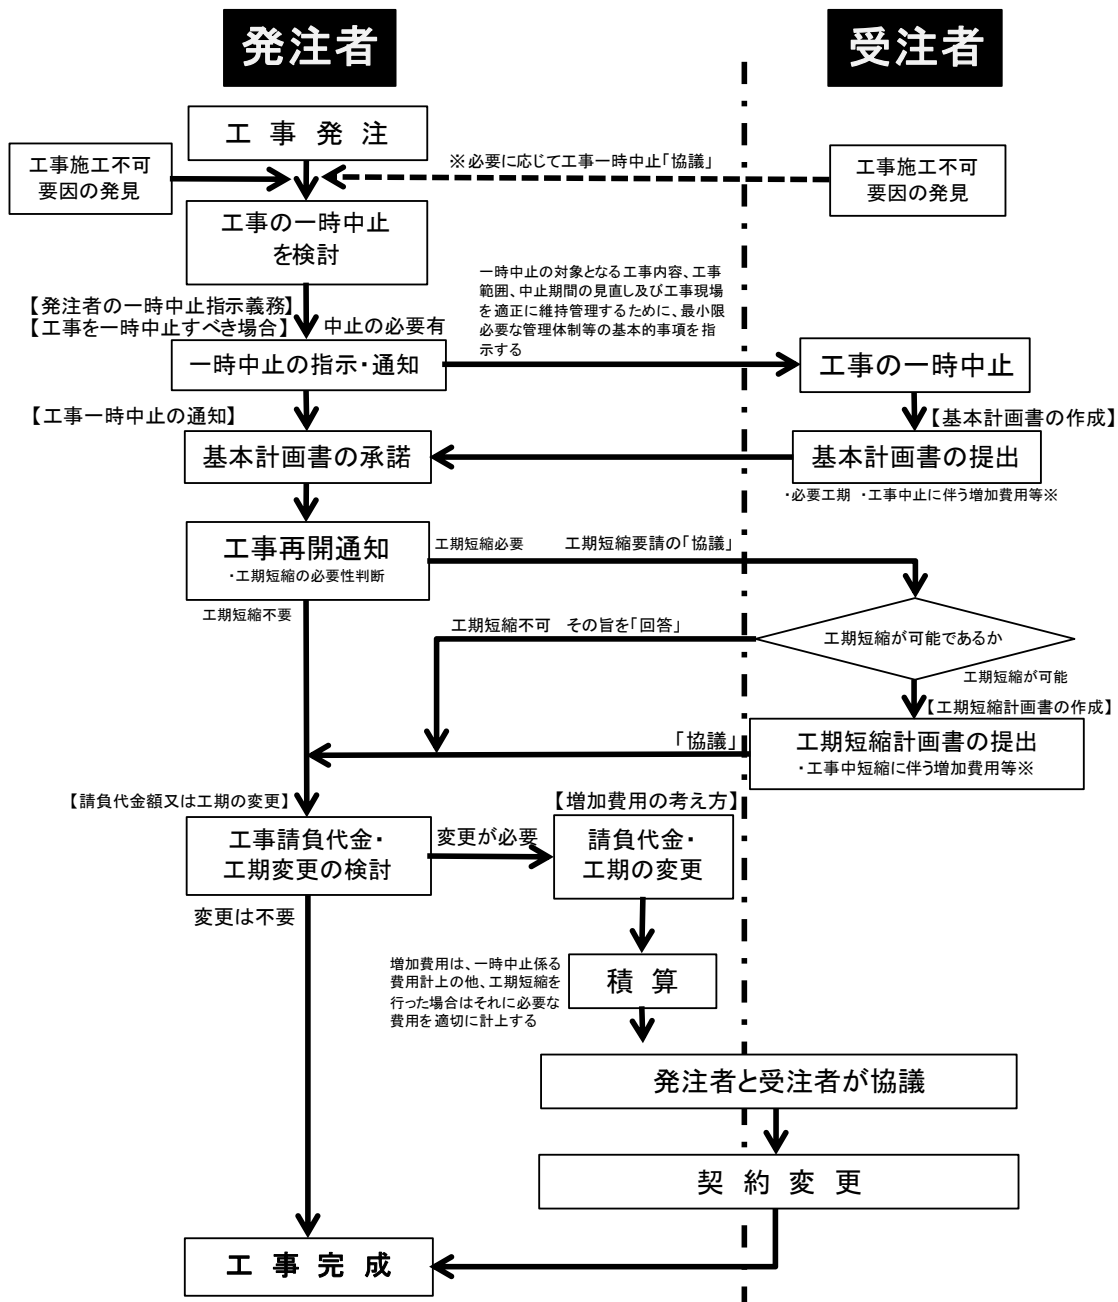 発注者
受注者
工 事 発 注
工事施工不可
要因の発見
※必要に応じて工事一時中止「協議」
工事施工不可
要因の発見
工事の一時中止
を検討
一時中止の対象となる工事内容、工事
範囲、中止期間の見直し及び工事現場
を適正に維持管理するために、最小限
必要な管理体制等の基本的事項を指
示する
【発注者の一時中止指示義務】
【工事を一時中止すべき場合】
中止の必要有
一時中止の指示・通知
工事の一時中止
【工事一時中止の通知】
【基本計画書の作成】
基本計画書の承諾
基本計画書の提出
・必要工期 ・工事中止に伴う増加費用等※
工事再開通知
・工期短縮の必要性判断
工期短縮必要
工期短縮要請の「協議」
工期短縮不要
工期短縮不可 その旨を「回答」
工期短縮が可能であるか
工期短縮が可能
【工期短縮計画書の作成】
「協議」
工期短縮計画書の提出
・工事中短縮に伴う増加費用等※
【請負代金額又は工期の変更】
【増加費用の考え方】
工事請負代金・
工期変更の検討
変更が必要
請負代金・
工期の変更
変更は不要
増加費用は、一時中止係る
費用計上の他、工期短縮を
行った場合はそれに必要な
費用を適切に計上する
積 算
発注者と受注者が協議
契 約 変 更
工 事 完 成